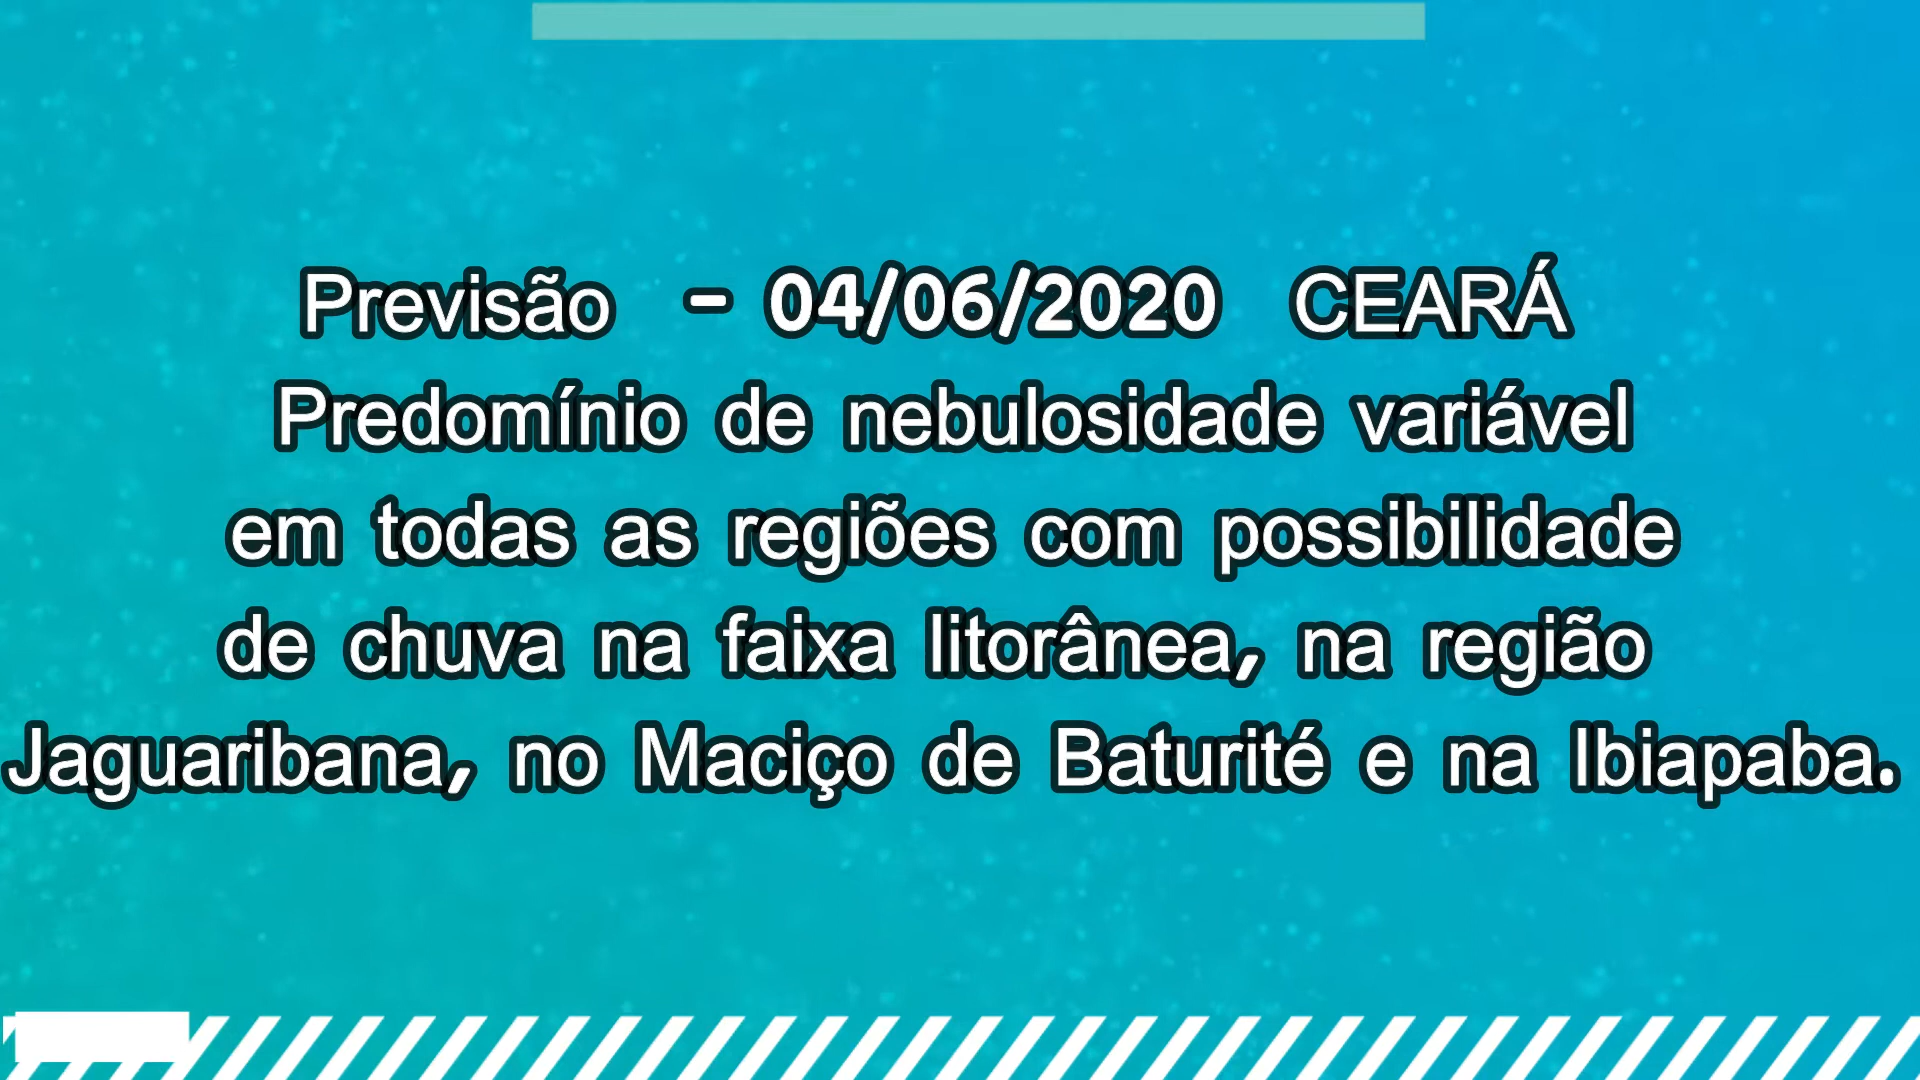 Previsão - 04/06/2020 CEARÁ
Predomínio de nebulosidade variável
em todas as regiões com possibilidade
de chuva na faixa litorânea, na região
Jaguaribana, no Maciço de Baturité e na Ibiapaba.